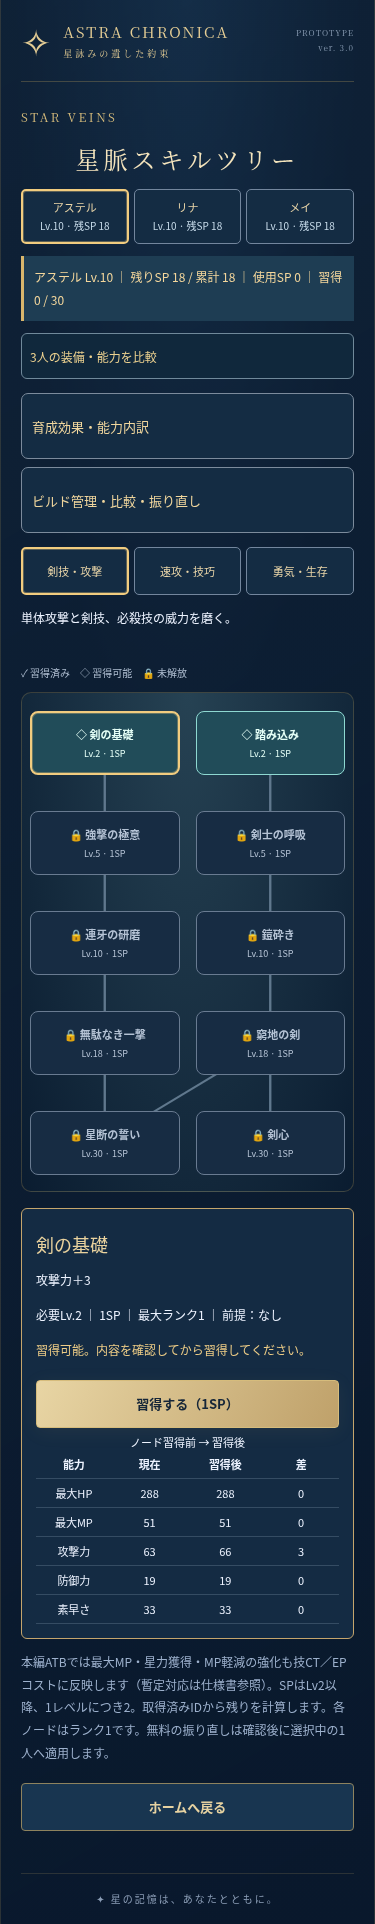 ASTRA CHRONICA
星詠みの遺した約束
PROTOTYPE
ver. 3.0
STAR VEINS
星脈スキルツリー
アステル
Lv.10 · 残SP 18
リナ
Lv.10 · 残SP 18
メイ
Lv.10 · 残SP 18
アステル Lv.10 ｜ 残りSP 18 / 累計 18 ｜ 使用SP 0 ｜ 習得
0 / 30
3人の装備・能力を比較
育成効果・能力内訳
ビルド管理・比較・振り直し
剣技・攻撃
速攻・技巧
勇気・生存
単体攻撃と剣技、必殺技の威力を磨く。
✓ 習得済み ◇ 習得可能 🔒 未解放
◇ 剣の基礎
Lv.2 · 1SP
◇ 踏み込み
Lv.2 · 1SP
🔒 強撃の極意
Lv.5 · 1SP
🔒 剣士の呼吸
Lv.5 · 1SP
🔒 連牙の研磨
Lv.10 · 1SP
🔒 鎧砕き
Lv.10 · 1SP
🔒 無駄なき一撃
Lv.18 · 1SP
🔒 窮地の剣
Lv.18 · 1SP
🔒 星断の誓い
Lv.30 · 1SP
🔒 剣心
Lv.30 · 1SP
剣の基礎
攻撃力＋3
必要Lv.2 ｜ 1SP ｜ 最大ランク1 ｜ 前提：なし
習得可能。内容を確認してから習得してください。
習得する（1SP）
ノード習得前 → 習得後
能力 現在 習得後 差
最大HP 288 288 0
最大MP 51 51 0
攻撃力 63 66 3
防御力 19 19 0
素早さ 33 33 0
本編ATBでは最大MP・星力獲得・MP軽減の強化も技CT／EP
コストに反映します（暫定対応は仕様書参照）。SPはLv2以
降、1レベルにつき2。取得済みIDから残りを計算します。各
ノードはランク1です。無料の振り直しは確認後に選択中の1
人へ適用します。
ホームへ戻る
✦ 星の記憶は、あなたとともに。